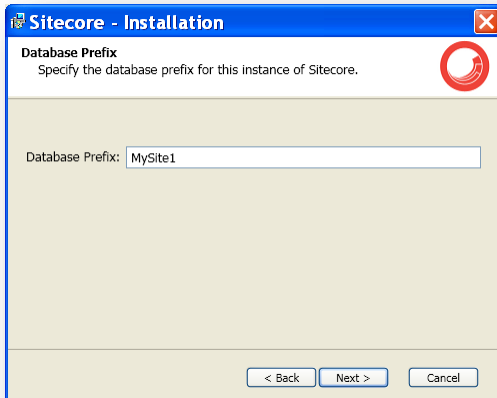 Sitecore - Installation
Database Prefix
Specify the database prefix for this instance of Sitecore.
Database Prefix: MySite1
< Back Next > Cancel